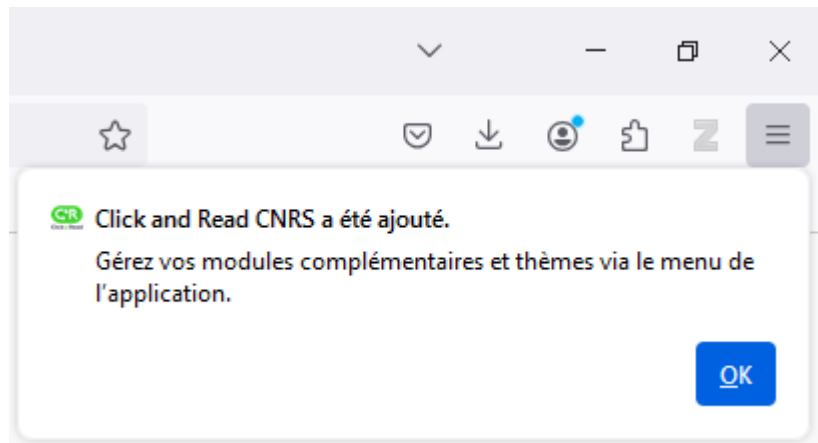 Z
C'R
Click and Read CNRS a été ajouté.
Gérez vos modules complémentaires et thèmes via le menu de
l'application.
OK